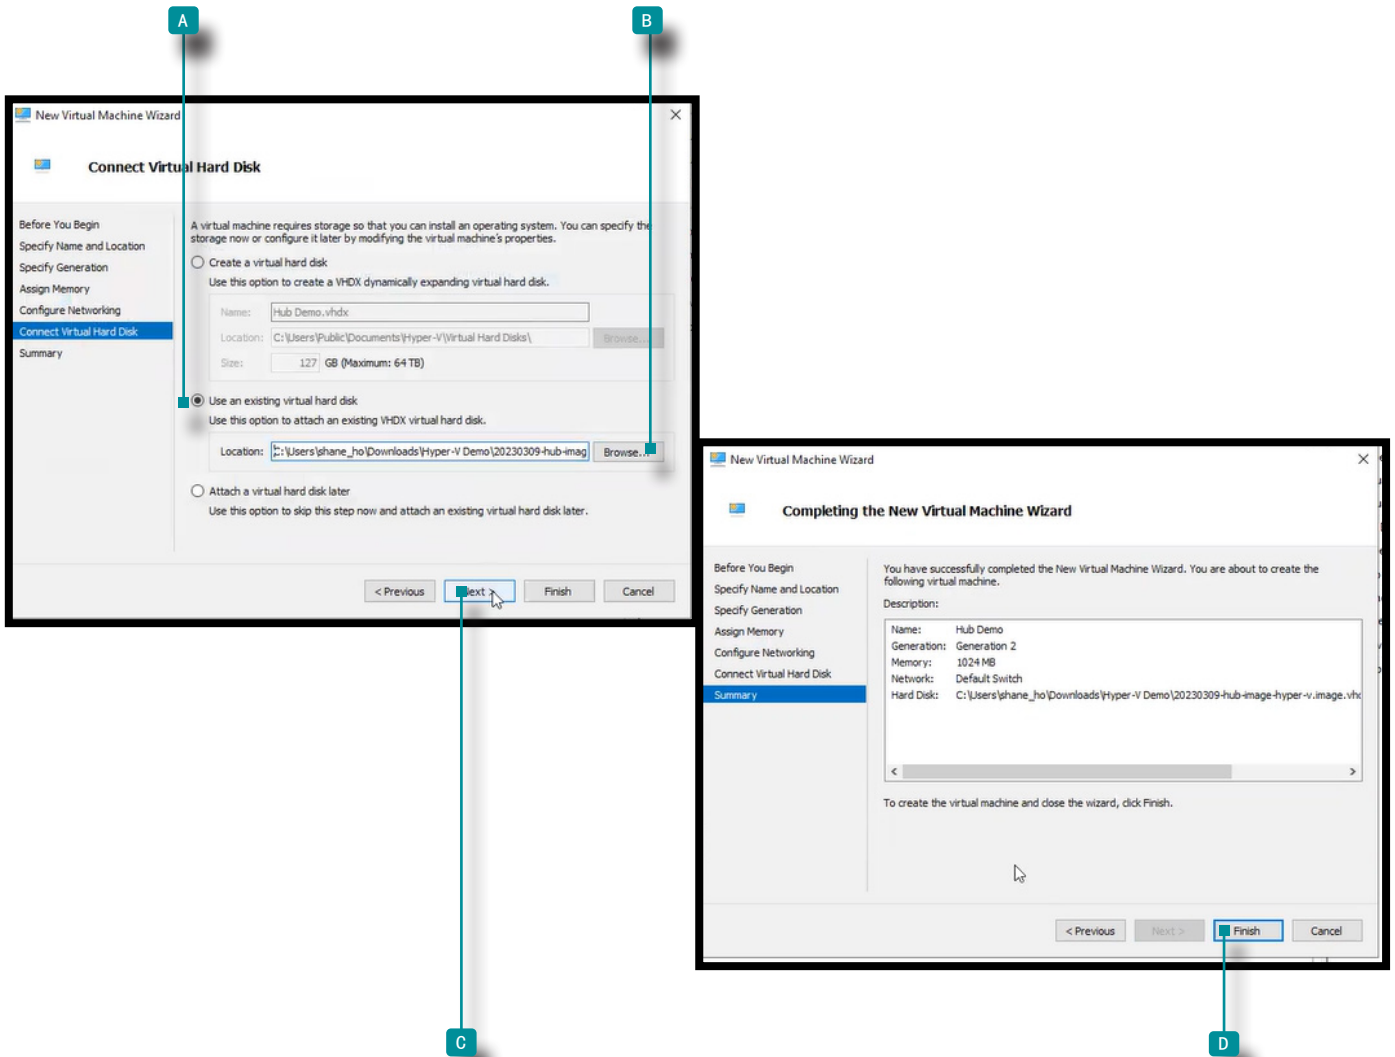 A
B
New Virtual Machine Wizard
Connect Virtual Hard Disk
Before You Begin
Specify Name and Location
Specify Generation
Assign Memory
Configure Networking
Connect Virtual Hard Disk
Summary
A virtual machine requires storage so that you can install an operating system. You can specify the
storage now or configure it later by modifying the virtual machine's properties.
Create a virtual hard disk
Use this option to create a VHDX dynamically expanding virtual hard disk.
Name: Hub Demo.vhdx
Location: C:\Users\Public\Documents\Hyper-V\Virtual Hard Disks\ Browse...
Size: 127 GB (Maximum: 64 TB)
Use an existing virtual hard disk
Use this option to attach an existing VHDX virtual hard disk.
Location: C:\Users\shane_ho\Downloads\Hyper-V Demo\20230309-hub-imag Browse...
Attach a virtual hard disk later
Use this option to skip this step now and attach an existing virtual hard disk later.
< Previous Next > Finish Cancel
New Virtual Machine Wizard
Completing the New Virtual Machine Wizard
Before You Begin
Specify Name and Location
Specify Generation
Assign Memory
Configure Networking
Connect Virtual Hard Disk
Summary
You have successfully completed the New Virtual Machine Wizard. You are about to create the
following virtual machine.
Description:
Name: Hub Demo
Generation: Generation 2
Memory: 1024 MB
Network: Default Switch
Hard Disk: C:\Users\shane_ho\Downloads\Hyper-V Demo\20230309-hub-image-hyper-v.image.vh
To create the virtual machine and close the wizard, click Finish.
< Previous Next > Finish Cancel
C
D